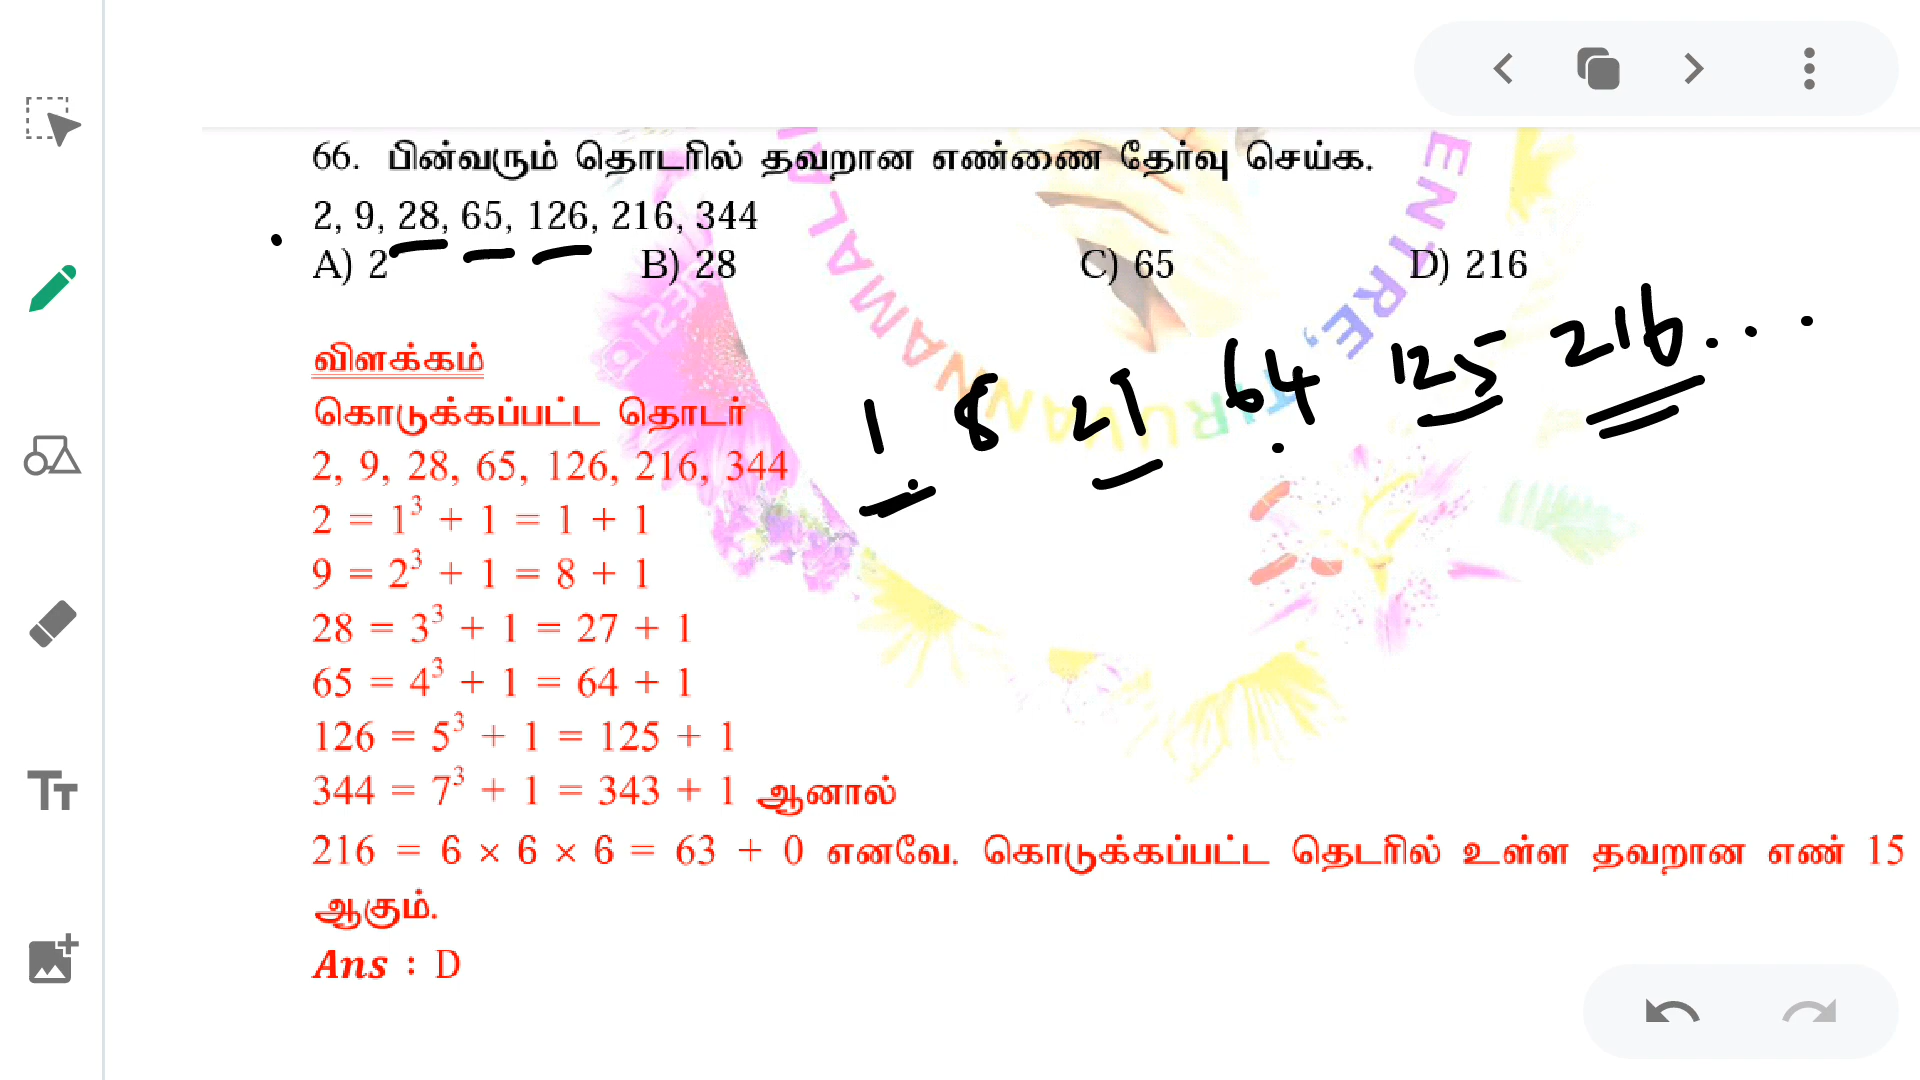 66. பின்வரும் தொடரில் தவறான எண்ணை தேர்வு செய்க.
2, 9, 28, 65, 126, 216, 344
A) 2 B) 28 C) 65 D) 216
விளக்கம்
கொடுக்கப்பட்ட தொடர்
2, 9, 28, 65, 126, 216, 344
2 = 1³ + 1 = 1 + 1
9 = 2³ + 1 = 8 + 1
28 = 3³ + 1 = 27 + 1
65 = 4³ + 1 = 64 + 1
126 = 5³ + 1 = 125 + 1
344 = 7³ + 1 = 343 + 1 ஆனால்
216 = 6 × 6 × 6 = 63 + 0 எனவே. கொடுக்கப்பட்ட தெடரில் உள்ள தவறான எண் 15
ஆகும்.
Ans : D
1 8 27 64 125 216 . . .
ENTRE, TIRUVANNAMALAI